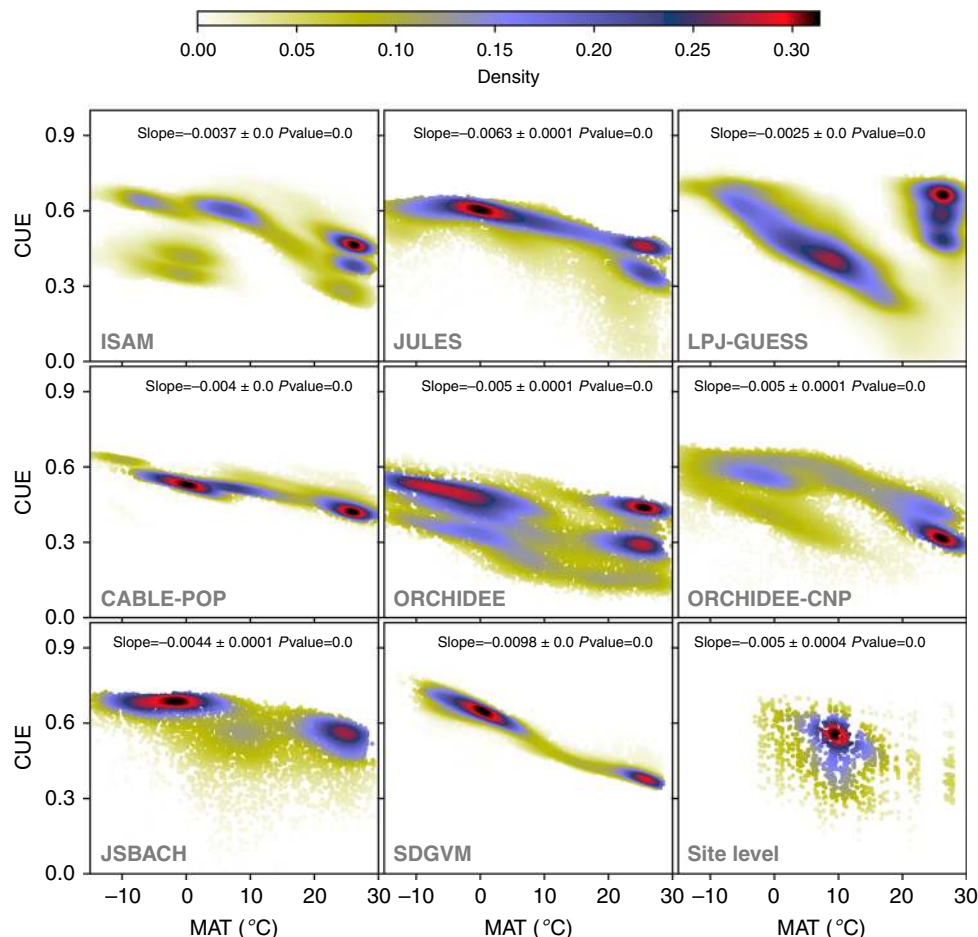 0.00 0.05 0.10 0.15 0.20 0.25 0.30
Density
Slope=–0.0037 ± 0.0 Pvalue=0.0
Slope=–0.0063 ± 0.0001 Pvalue=0.0
Slope=–0.0025 ± 0.0 Pvalue=0.0
0.9
0.6
0.3
0.0
CUE
ISAM
JULES
LPJ-GUESS
Slope=–0.004 ± 0.0 Pvalue=0.0
Slope=–0.005 ± 0.0001 Pvalue=0.0
Slope=–0.005 ± 0.0001 Pvalue=0.0
0.9
0.6
0.3
0.0
CUE
CABLE-POP
ORCHIDEE
ORCHIDEE-CNP
Slope=–0.0044 ± 0.0001 Pvalue=0.0
Slope=–0.0098 ± 0.0 Pvalue=0.0
Slope=–0.005 ± 0.0004 Pvalue=0.0
0.9
0.6
0.3
0.0
CUE
JSBACH
SDGVM
Site level
–10 0 10 20 30
–10 0 10 20 30
–10 0 10 20 30
MAT (°C)
MAT (°C)
MAT (°C)